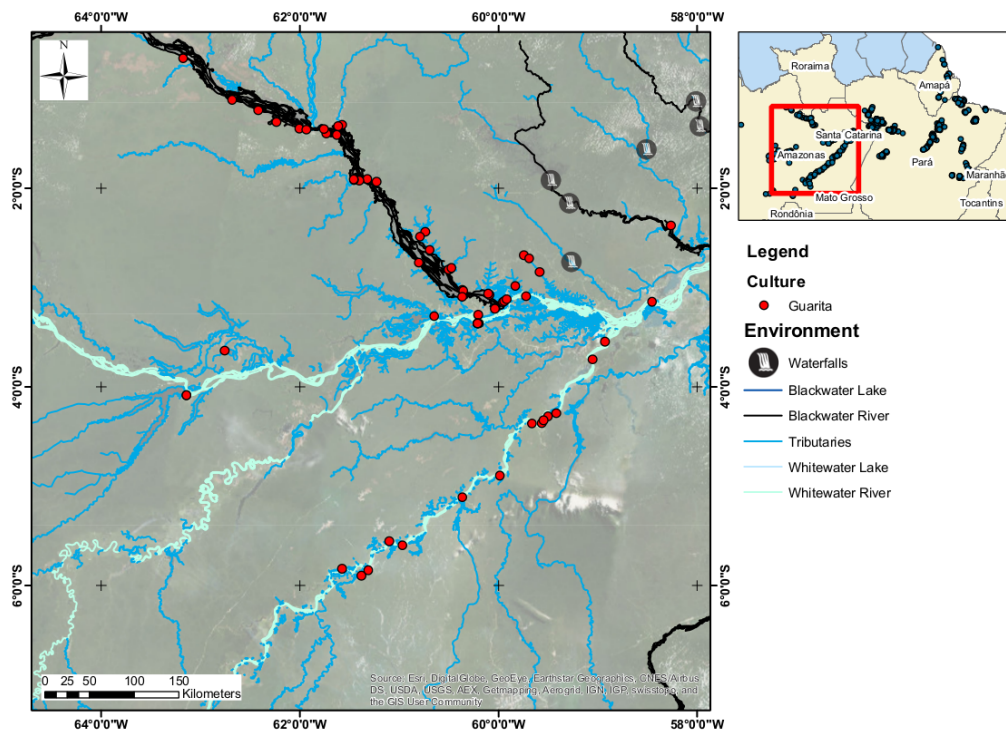 64°0'0"W 62°0'0"W 60°0'0"W 58°0'0"W
N
2°0'0"S 2°0'0"S
4°0'0"S 4°0'0"S
6°0'0"S 6°0'0"S
0 25 50 100 150
Kilometers
Source: Esri, DigitalGlobe, GeoEye, Earthstar Geographics, CNES/Airbus
DS, USDA, USGS, AEX, Getmapping, Aerogrid, IGN, IGP, swisstopo, and
the GIS User Community
64°0'0"W 62°0'0"W 60°0'0"W 58°0'0"W
Roraima
Amapá
Santa Catarina
Amazonas
Pará
Maranhão
Mato Grosso
Tocantins
Rondônia
Legend
Culture
Guarita
Environment
Waterfalls
Blackwater Lake
Blackwater River
Tributaries
Whitewater Lake
Whitewater River